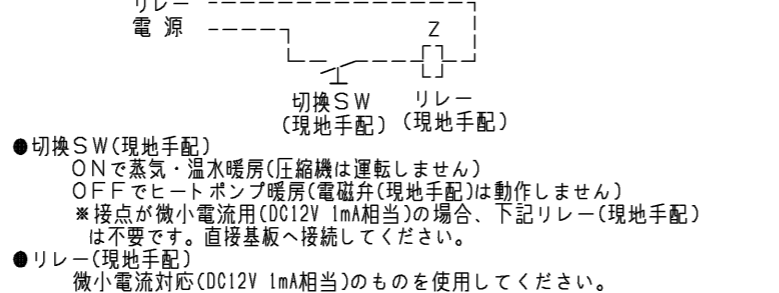 リレー
電 源
Z
切換SW
(現地手配)
リレー
(現地手配)
●切換SW(現地手配)
ONで蒸気・温水暖房(圧縮機は運転しません)
OFFでヒートポンプ暖房(電磁弁(現地手配)は動作しません)
※接点が微小電流用(DC12V 1mA相当)の場合、下記リレー(現地手配)
は不要です。直接基板へ接続してください。
●リレー(現地手配)
微小電流対応(DC12V 1mA相当)のものを使用してください。